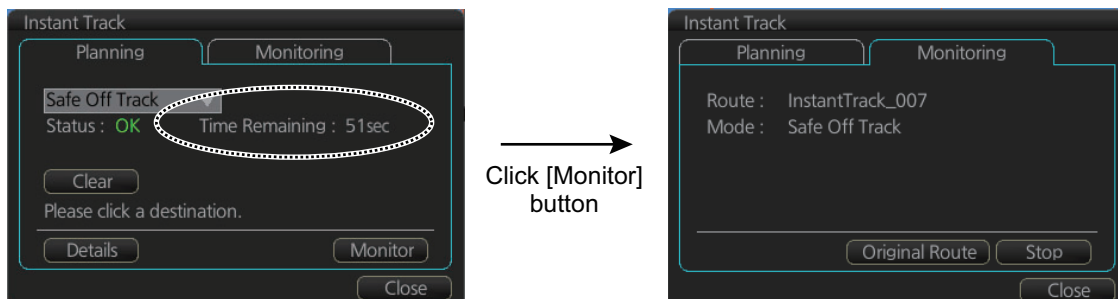 Instant Track
Planning
Monitoring
Safe Off Track
Status : OK
Time Remaining : 51sec
Clear
Please click a destination.
Details
Monitor
Close
Click [Monitor]
button
Instant Track
Planning
Monitoring
Route : InstantTrack_007
Mode : Safe Off Track
Original Route
Stop
Close